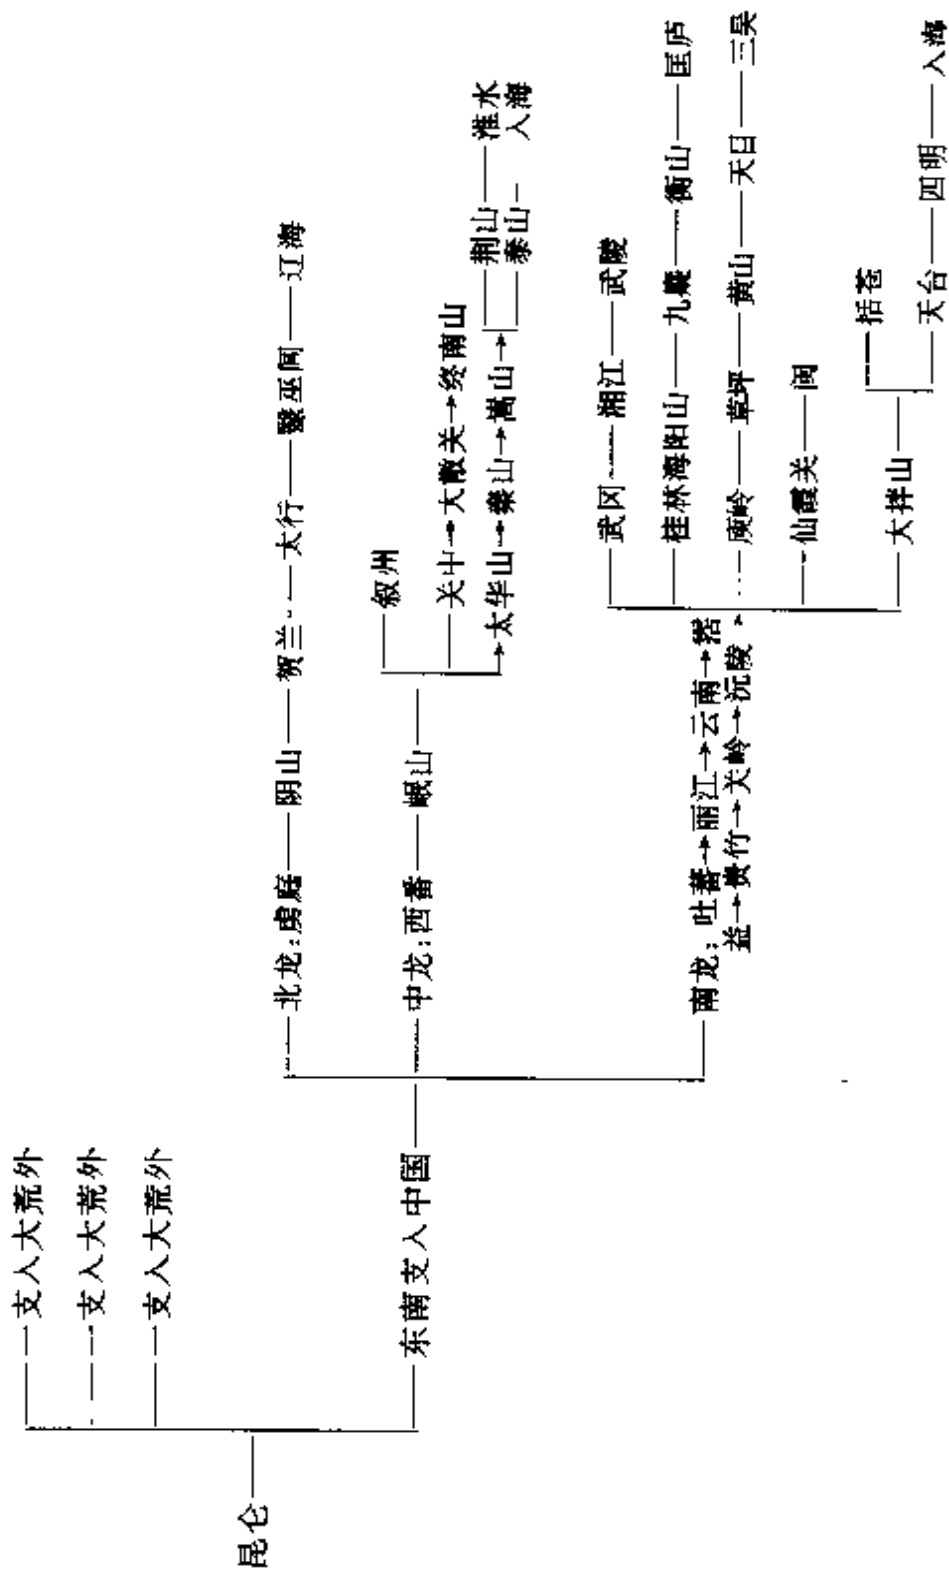 昆仑
支入大荒外
支入大荒外
支入大荒外
东南支入中国
北龙:虏庭——阴山——贺兰——太行——醫巫闾——辽海
中龙:西番——岷山
叙州
关中→大散关→终南山
太华山→秦山→嵩山→
荆山——淮水
泰山——入海
南龙:吐蕃→丽江→云南→沾
益→贵竹→关岭→沅陵
武冈——湘江——武陵
桂林海阳山——九嶷——衡山——匡庐
庾岭——草坪——黄山——天目——三吴
仙霞关——闽
大拌山
括苍
天台——四明——入海